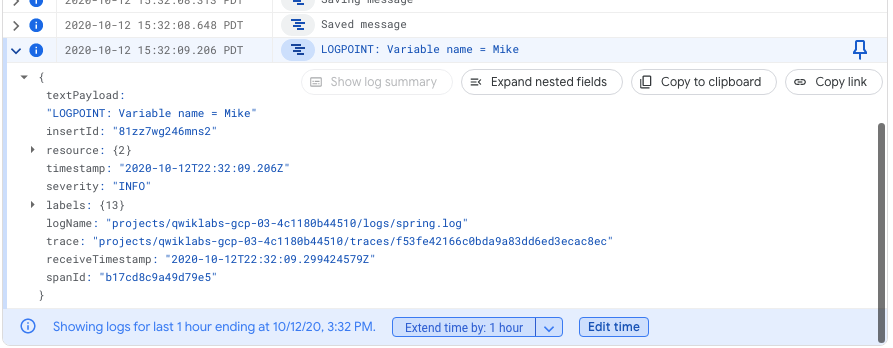 2020-10-12 15:32:08.313 PDT Saving message
2020-10-12 15:32:08.648 PDT Saved message
2020-10-12 15:32:09.206 PDT LOGPOINT: Variable name = Mike
{
Show log summary Expand nested fields Copy to clipboard Copy link
textPayload:
"LOGPOINT: Variable name = Mike"
insertId: "81zz7wg246mns2"
resource: {2}
timestamp: "2020-10-12T22:32:09.206Z"
severity: "INFO"
labels: {13}
logName: "projects/qwiklabs-gcp-03-4c1180b44510/logs/spring.log"
trace: "projects/qwiklabs-gcp-03-4c1180b44510/traces/f53fe42166c0bda9a83dd6ed3ecac8ec"
receiveTimestamp: "2020-10-12T22:32:09.299424579Z"
spanId: "b17cd8c9a49d79e5"
}
Showing logs for last 1 hour ending at 10/12/20, 3:32 PM. Extend time by: 1 hour Edit time